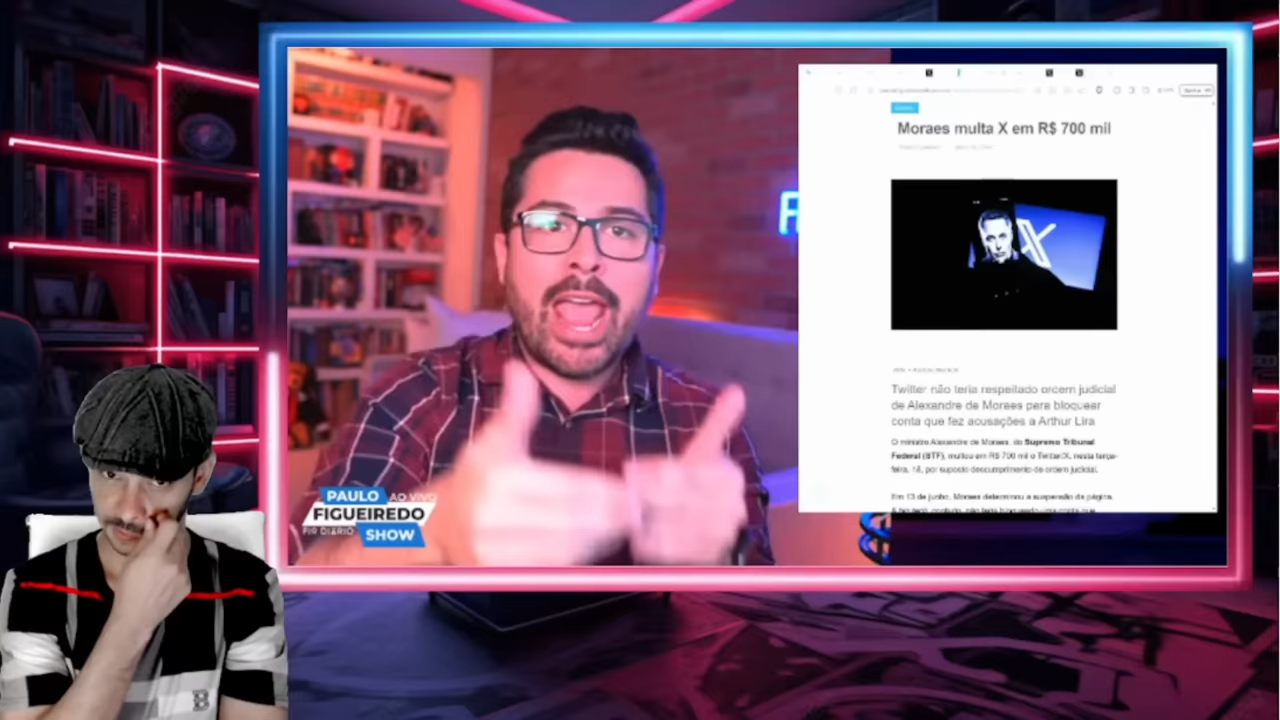 Moraes multa X em R$ 700 mil
Twitter não teria respeitado ordem judicial
de Alexandre de Moraes para bloquear
conta que fez acusações a Arthur Lira
O ministro Alexandre de Moraes, do Supremo Tribunal
Federal (STF), multou em R$ 700 mil o Twitter/X, nesta terça-
feira, 18, por suposto descumprimento de ordem judicial.
Em 13 de junho, Moraes determinou a suspensão da página.
PAULO AO VIVO
FIGUEIREDO
DIÁRIO SHOW